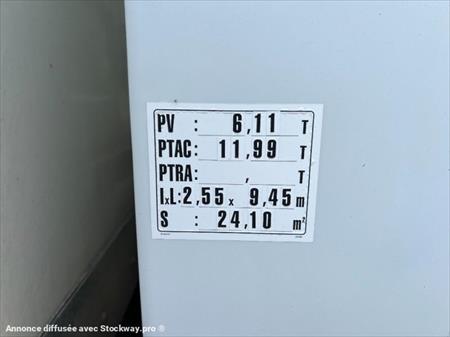 PV : 6,11 T
PTAC : 11,99 T
PTRA : , T
lxL: 2,55 x 9,45 m
S : 24,10 m²
Annonce diffusée avec Stockway.pro ®